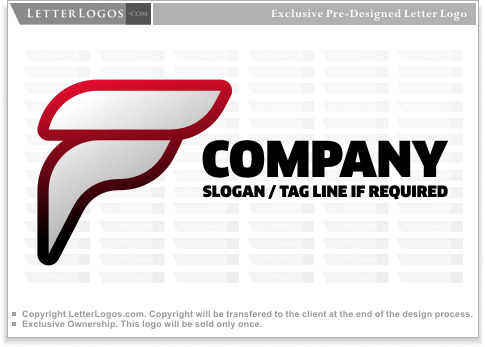 LETTERLOGOS .COM
Exclusive Pre-Designed Letter Logo
F
COMPANY
SLOGAN / TAG LINE IF REQUIRED
Copyright LetterLogos.com. Copyright will be transfered to the client at the end of the design process.
Exclusive Ownership. This logo will be sold only once.